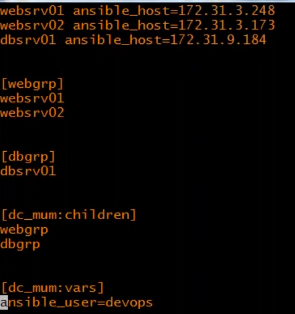 websrv01 ansible_host=172.31.3.248
websrv02 ansible_host=172.31.3.173
dbsrv01 ansible_host=172.31.9.184
[webgrp]
websrv01
websrv02
[dbgrp]
dbsrv01
[dc_mum:children]
webgrp
dbgrp
[dc_mum:vars]
ansible_user=devops